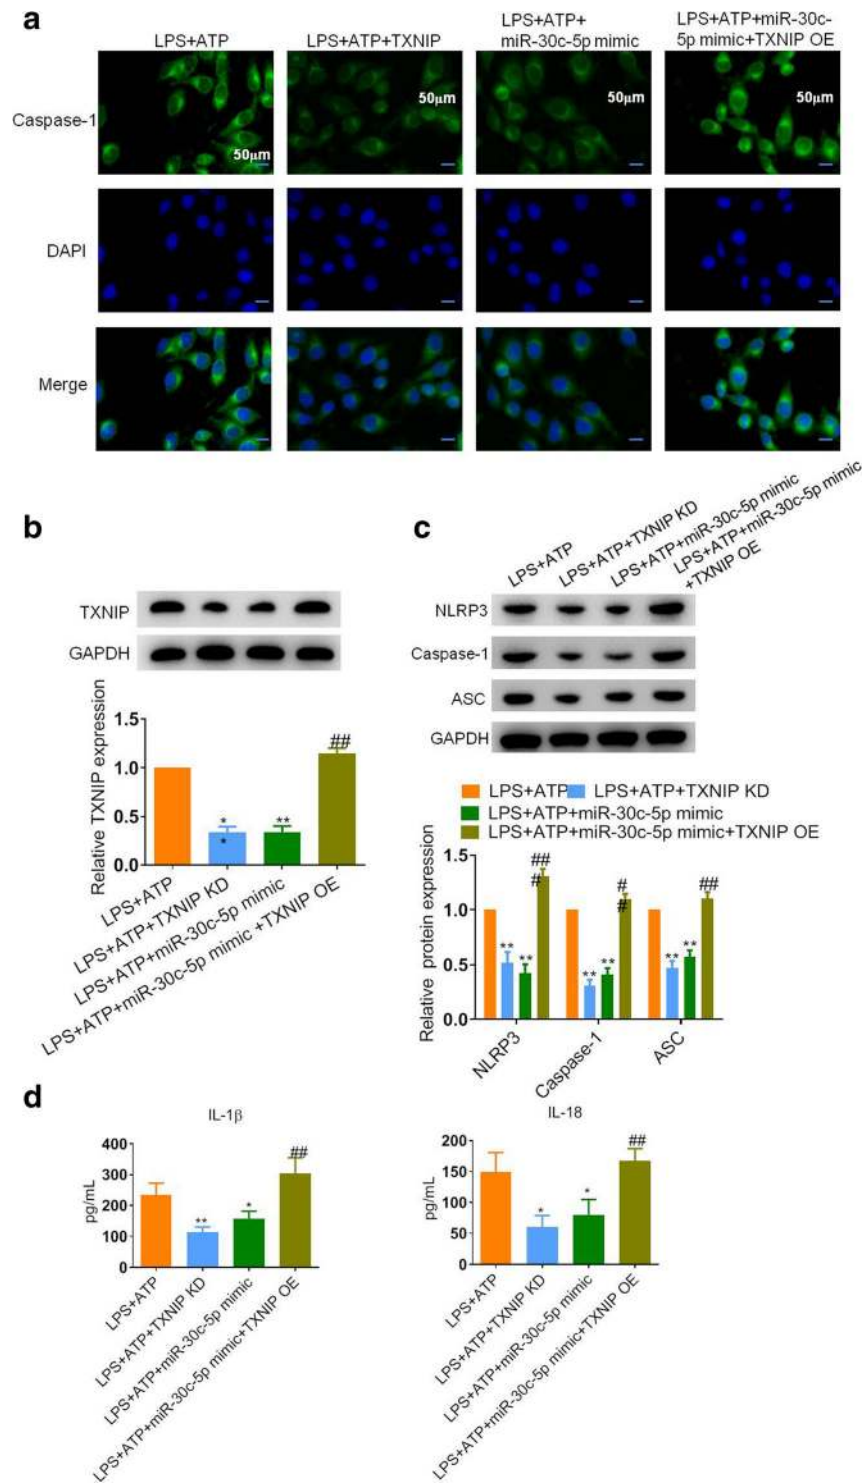 a
LPS+ATP
LPS+ATP+TXNIP
LPS+ATP+
miR-30c-5p mimic
LPS+ATP+miR-30c-
5p mimic+TXNIP OE
Caspase-1
50μm
50μm
50μm
50μm
DAPI
Merge
b
TXNIP
GAPDH
Relative TXNIP expression
1.5
1.0
0.5
0.0
*
*
**
##
LPS+ATP
LPS+ATP+TXNIP KD
LPS+ATP+miR-30c-5p mimic
LPS+ATP+miR-30c-5p mimic +TXNIP OE
c
LPS+ATP
LPS+ATP+TXNIP KD
LPS+ATP+miR-30c-5p mimic
LPS+ATP+miR-30c-5p mimic
+TXNIP OE
NLRP3
Caspase-1
ASC
GAPDH
LPS+ATP
LPS+ATP+TXNIP KD
LPS+ATP+miR-30c-5p mimic
LPS+ATP+miR-30c-5p mimic+TXNIP OE
Relative protein expression
1.5
1.0
0.5
0.0
**
**
##
#
**
**
#
#
**
**
##
NLRP3
Caspase-1
ASC
d
IL-1β
pg/mL
400
300
200
100
0
**
*
##
LPS+ATP
LPS+ATP+TXNIP KD
LPS+ATP+miR-30c-5p mimic
LPS+ATP+miR-30c-5p mimic+TXNIP OE
IL-18
pg/mL
200
150
100
50
0
*
*
##
LPS+ATP
LPS+ATP+TXNIP KD
LPS+ATP+miR-30c-5p mimic
LPS+ATP+miR-30c-5p mimic+TXNIP OE